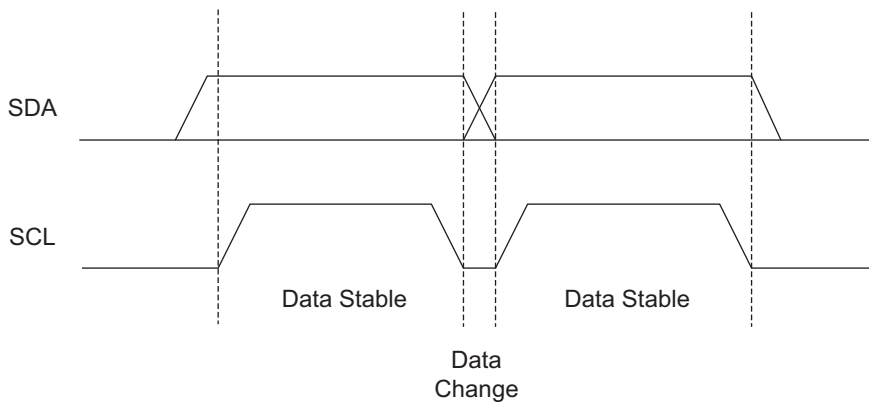 SDA
SCL
Data Stable
Data Stable
Data
Change